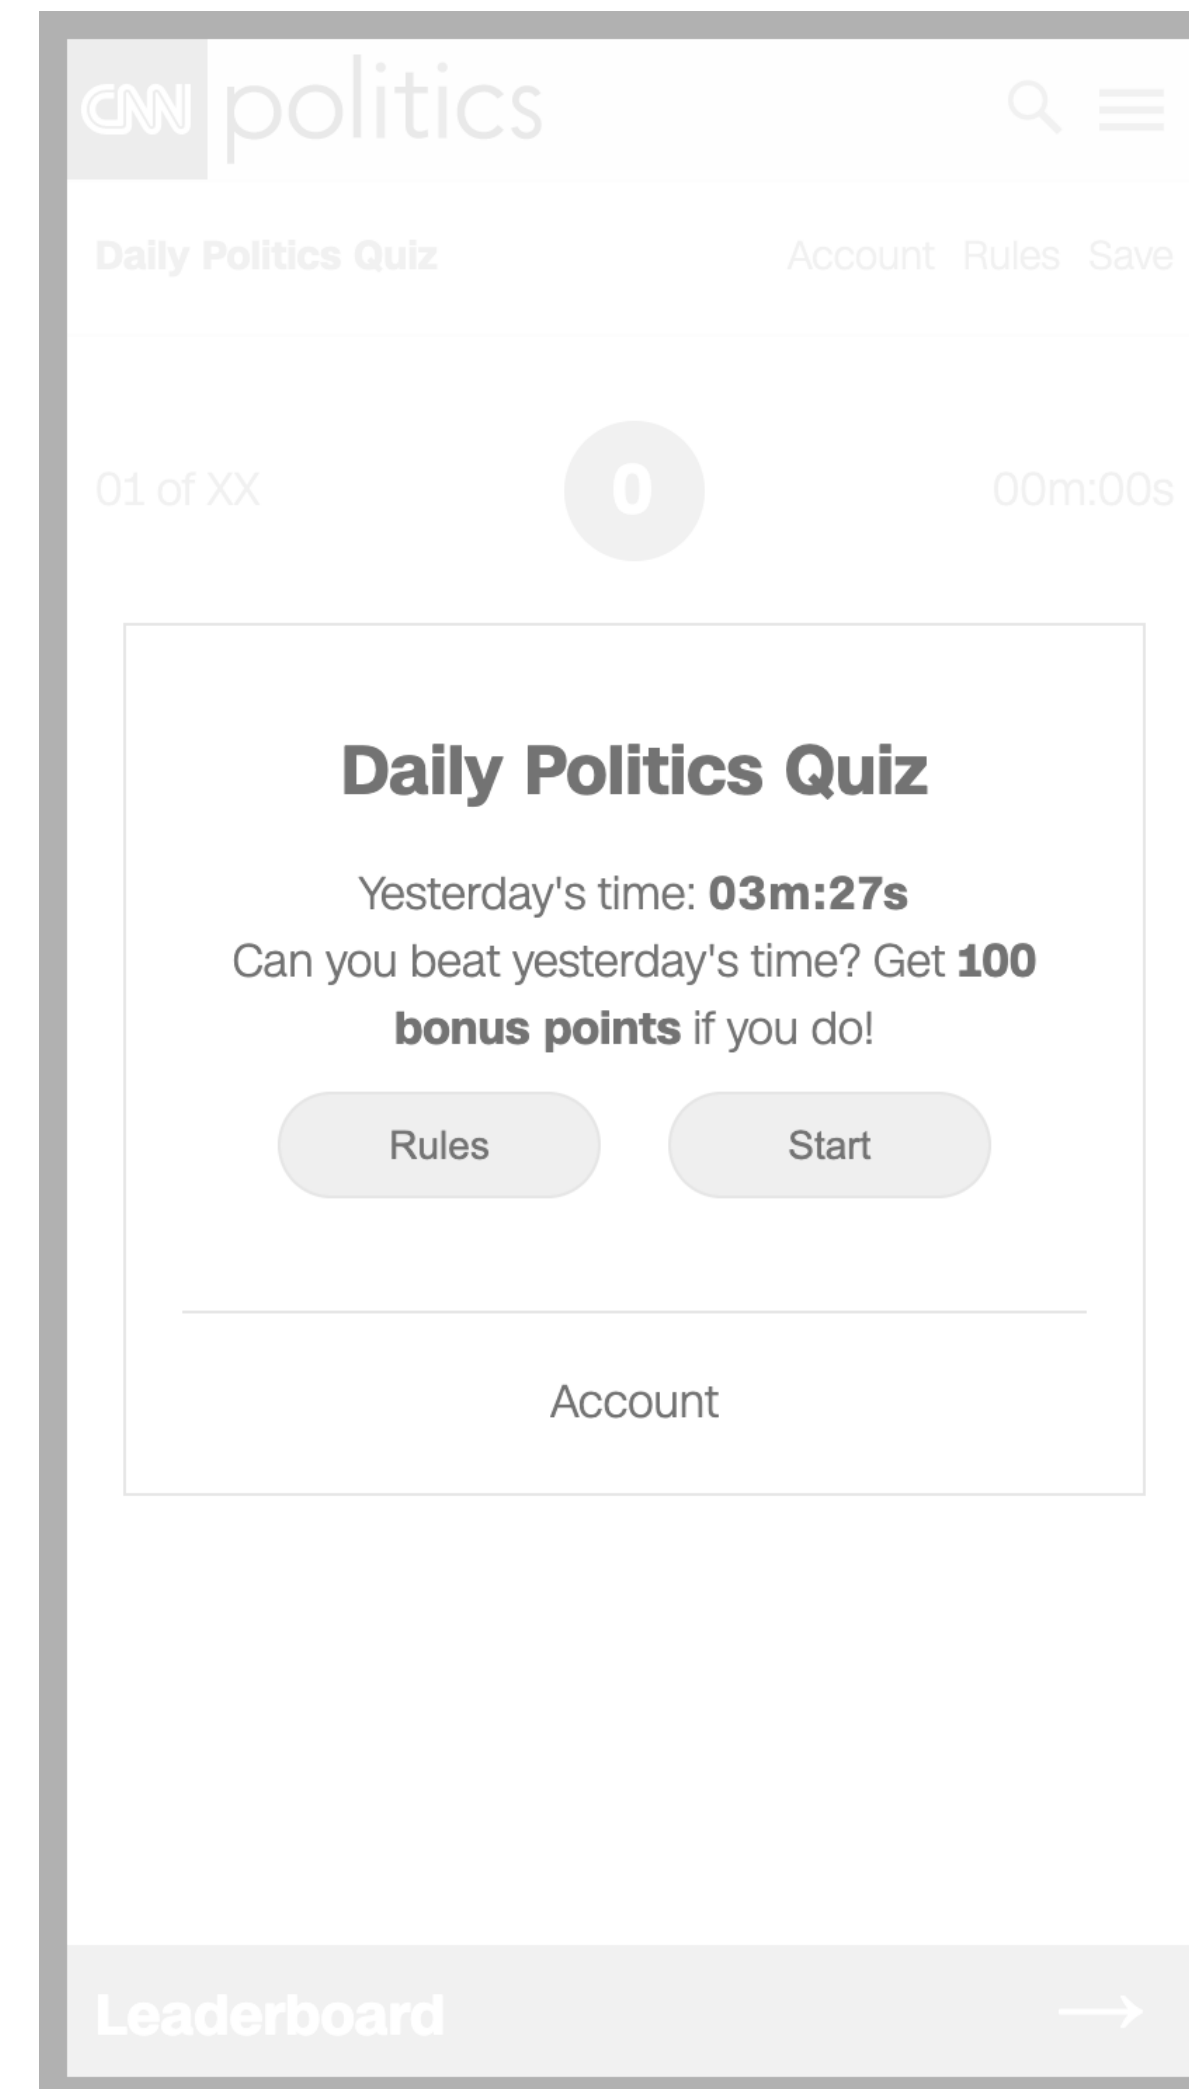 CNN politics
Daily Politics Quiz Account Rules Save
01 of XX 0 00m:00s
Daily Politics Quiz
Yesterday's time: 03m:27s
Can you beat yesterday's time? Get 100
bonus points if you do!
Rules Start
Account
Leaderboard →